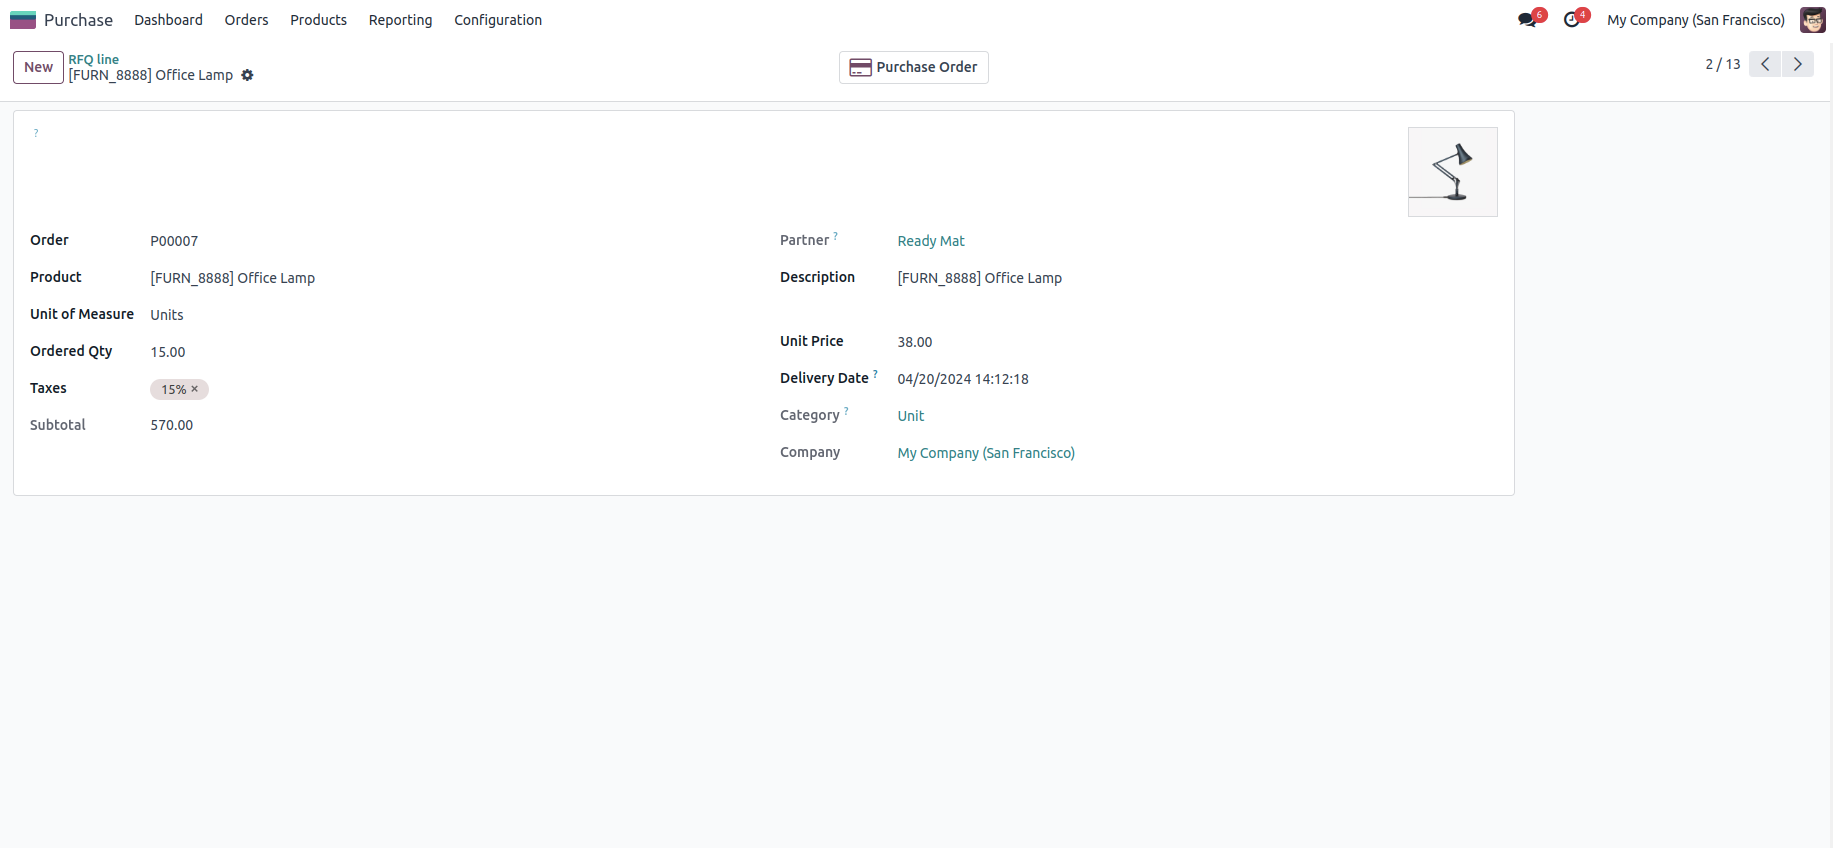 Purchase Dashboard Orders Products Reporting Configuration 6 4 My Company (San Francisco)
New RFQ line
[FURN_8888] Office Lamp
Purchase Order
2 / 13
?
Order P00007
Product [FURN_8888] Office Lamp
Unit of Measure Units
Ordered Qty 15.00
Taxes 15% ×
Subtotal 570.00
Partner ? Ready Mat
Description [FURN_8888] Office Lamp
Unit Price 38.00
Delivery Date ? 04/20/2024 14:12:18
Category ? Unit
Company My Company (San Francisco)